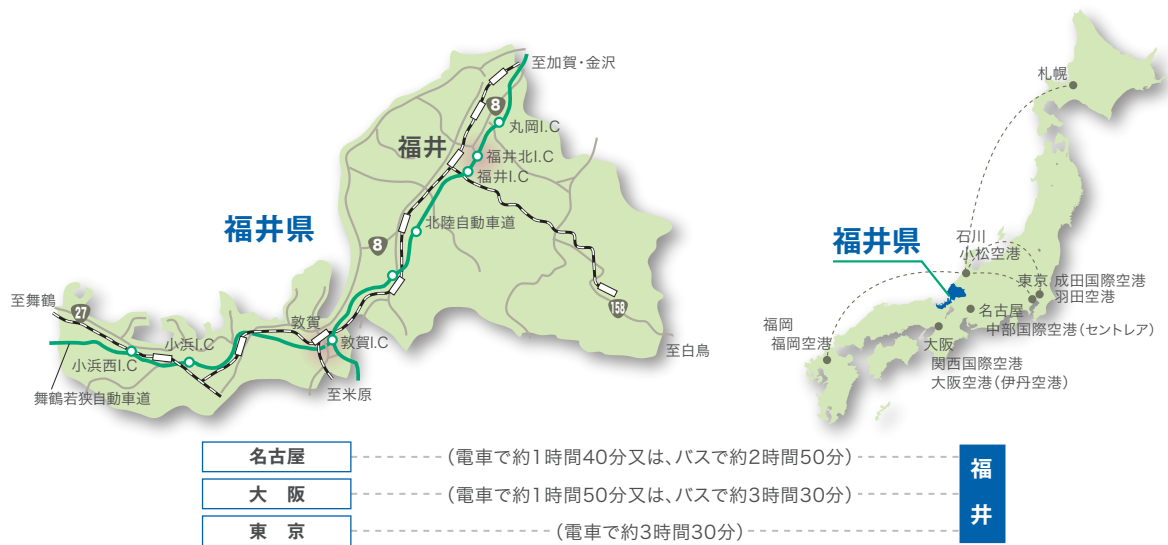 至加賀・金沢
8
丸岡I.C
福井
福井北I.C
福井I.C
福井県
北陸自動車道
8
158
至白鳥
至舞鶴
27
敦賀
敦賀I.C
小浜I.C
小浜西I.C
舞鶴若狭自動車道
至米原
札幌
福井県
石川
小松空港
東京 成田国際空港
羽田空港
名古屋
中部国際空港(セントレア)
福岡
福岡空港
大阪
関西国際空港
大阪空港(伊丹空港)
名古屋 (電車で約1時間40分又は、バスで約2時間50分)
大 阪 (電車で約1時間50分又は、バスで約3時間30分)
東 京 (電車で約3時間30分)
福井